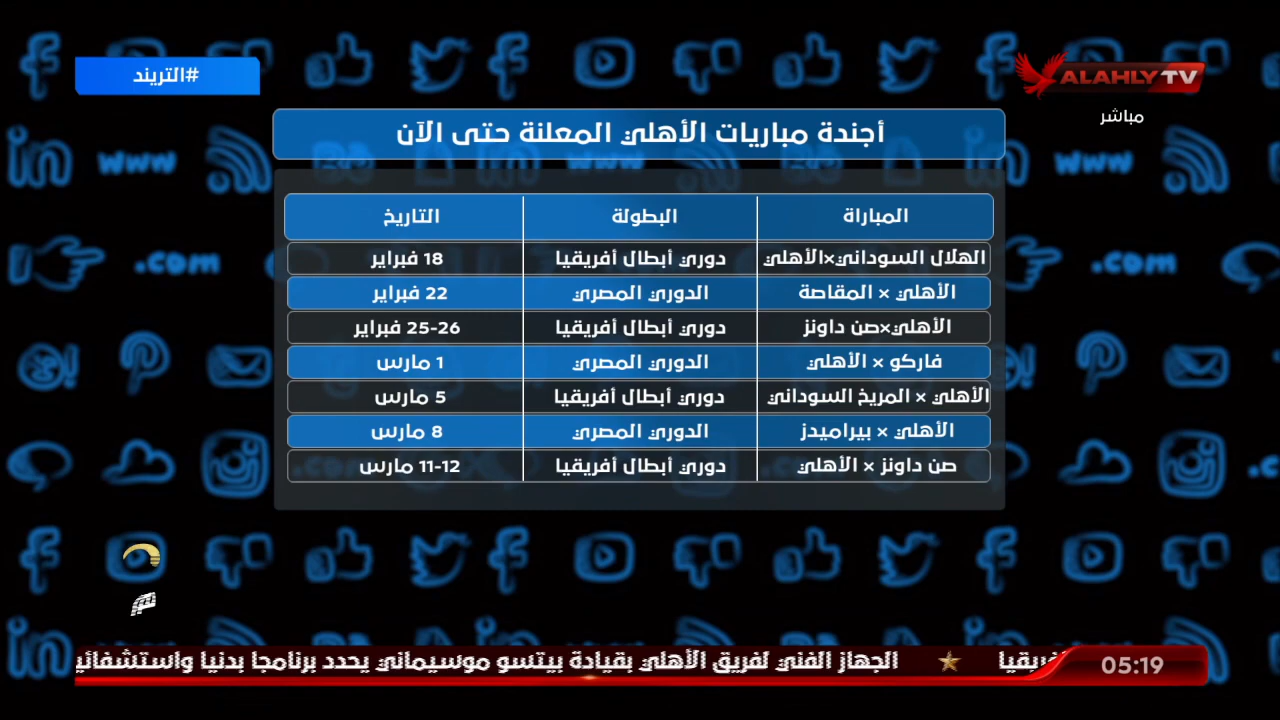 #التريند
ALAHLY TV
مباشر
أجندة مباريات الأهلي المعلنة حتى الآن
المباراة البطولة التاريخ
الهلال السوداني×الأهلي دوري أبطال أفريقيا 18 فبراير
الأهلي × المقاصة الدوري المصري 22 فبراير
الأهلي×صن داونز دوري أبطال أفريقيا 25-26 فبراير
فاركو × الأهلي الدوري المصري 1 مارس
الأهلي × المريخ السوداني دوري أبطال أفريقيا 5 مارس
الأهلي × بيراميدز الدوري المصري 8 مارس
صن داونز × الأهلي دوري أبطال أفريقيا 11-12 مارس
الجهاز الفني لفريق الأهلي بقيادة بيتسو موسيماني يحدد برنامجا بدنيا
05:19